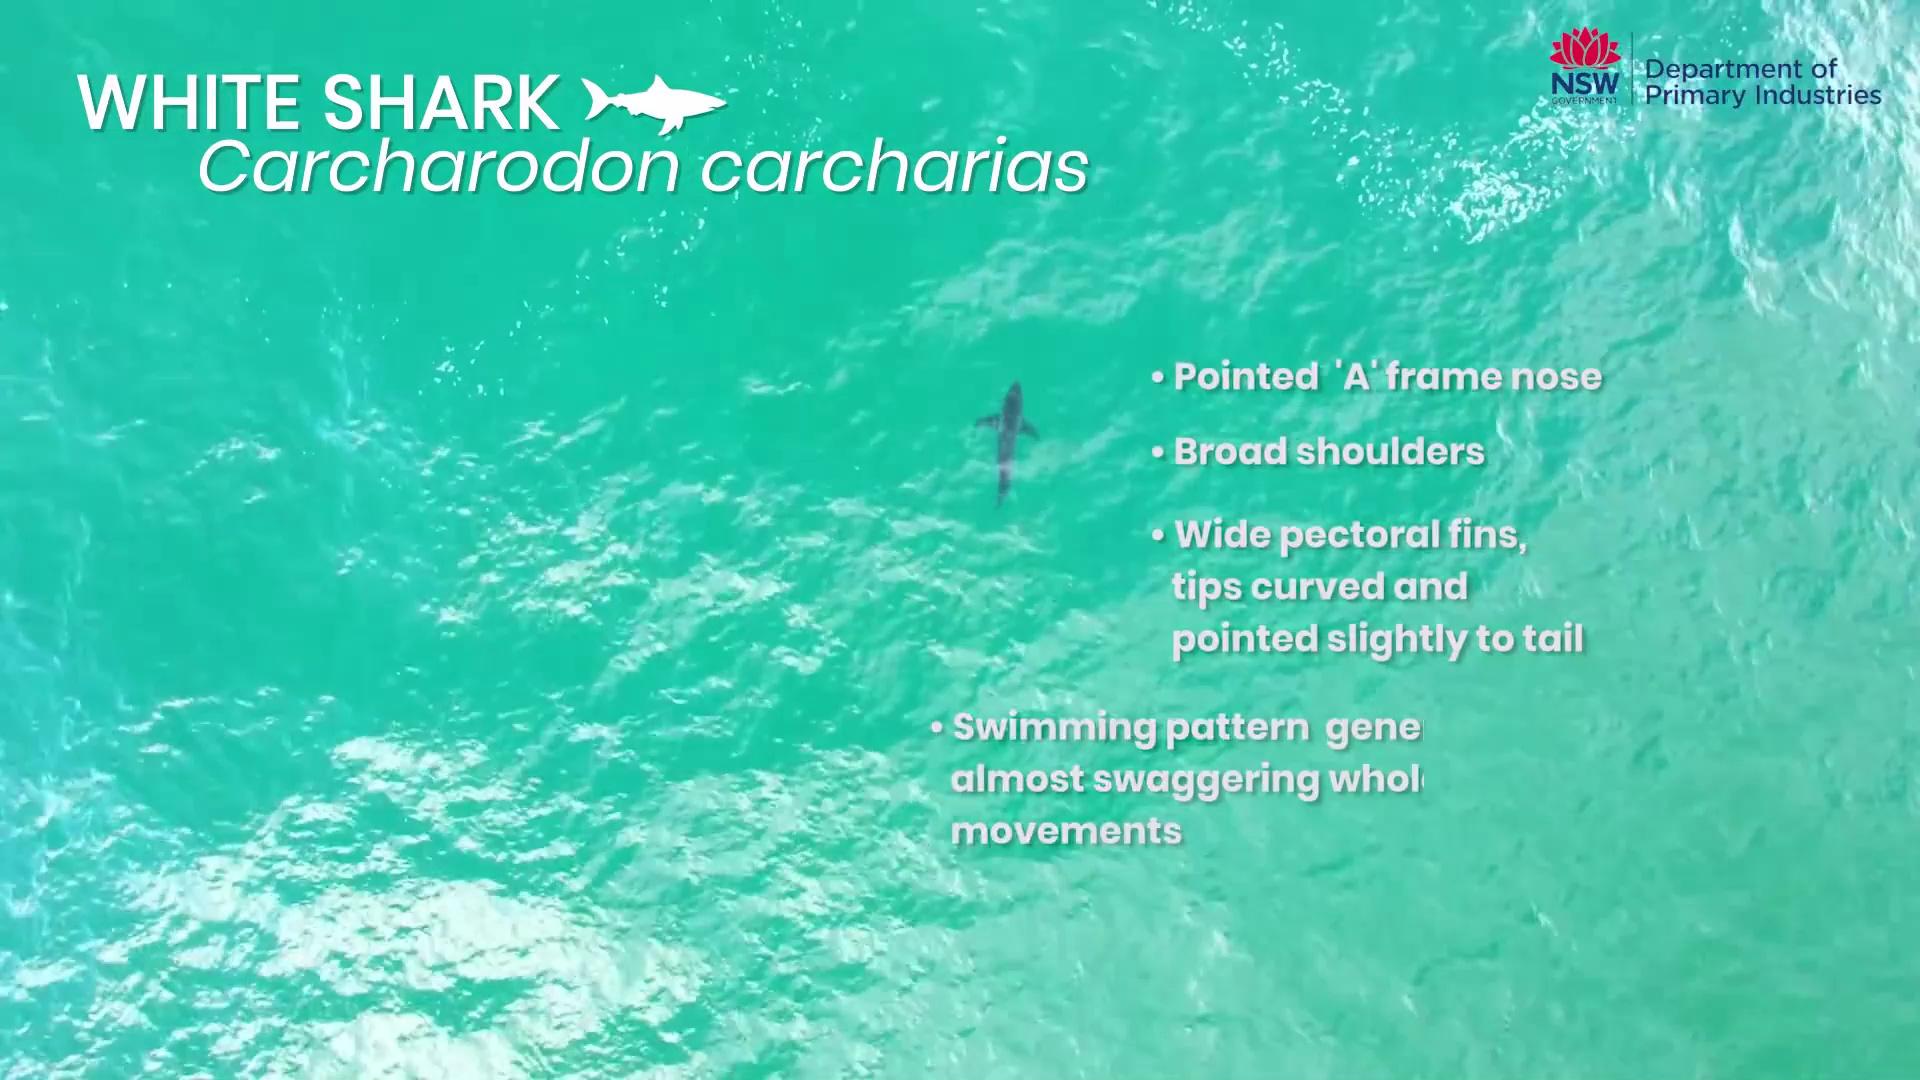 WHITE SHARK
Carcharodon carcharias
NSW
GOVERNMENT
Department of
Primary Industries
• Pointed 'A' frame nose
• Broad shoulders
• Wide pectoral fins,
tips curved and
pointed slightly to tail
• Swimming pattern
almost swaggering
movements